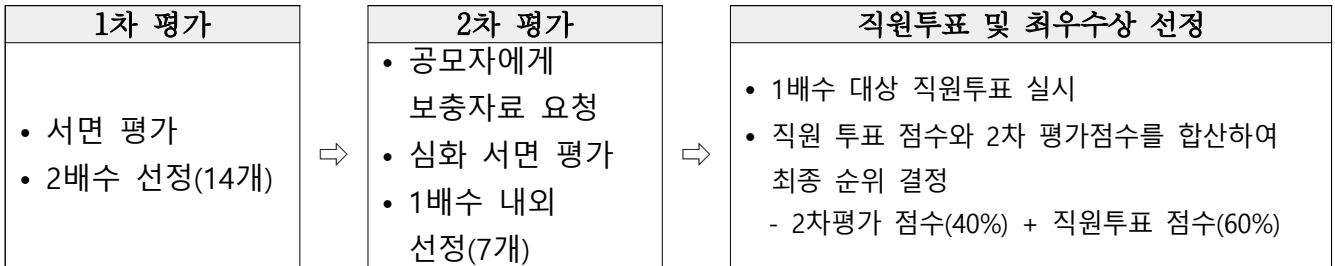 1차 평가
• 서면 평가
• 2배수 선정(14개)
⇨
2차 평가
• 공모자에게
보충자료 요청
• 심화 서면 평가
• 1배수 내외
선정(7개)
⇨
직원투표 및 최우수상 선정
• 1배수 대상 직원투표 실시
• 직원 투표 점수와 2차 평가점수를 합산하여
최종 순위 결정
- 2차평가 점수(40%) + 직원투표 점수(60%)